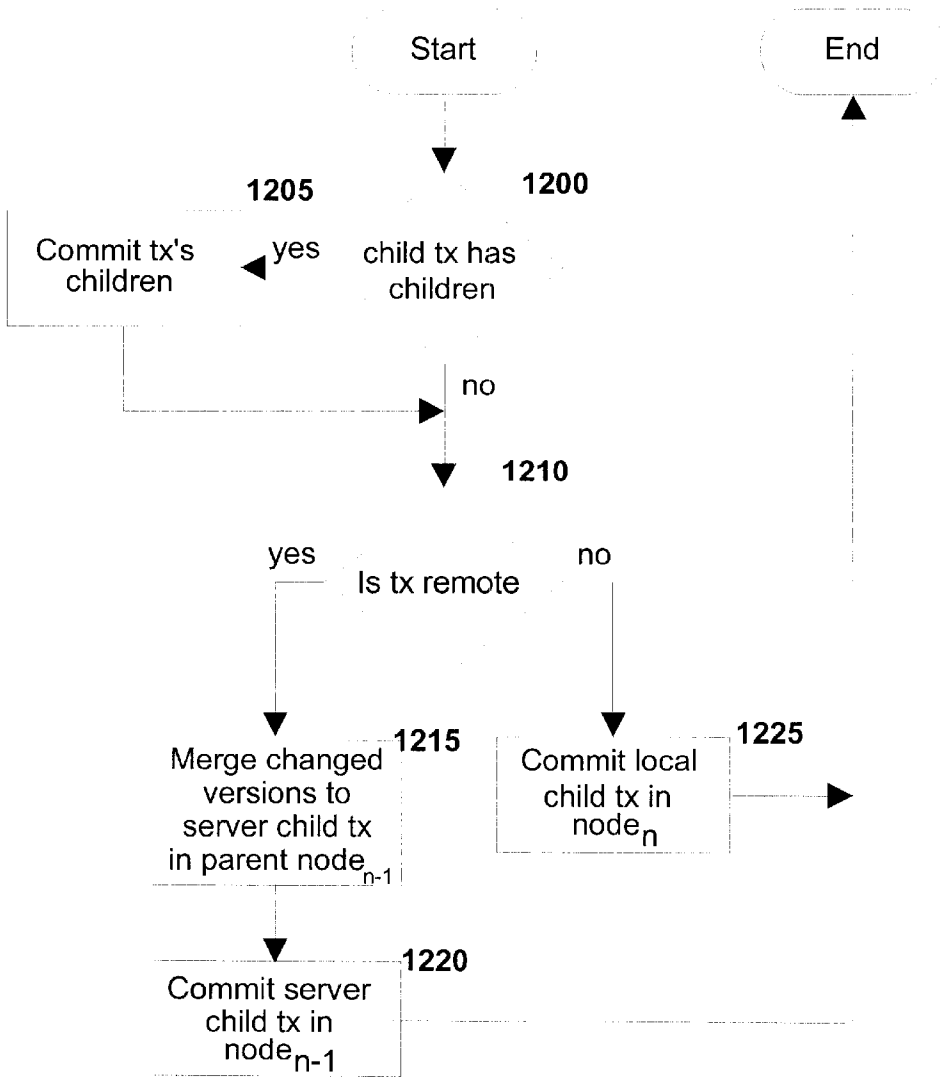 Start
End
1205
1200
Commit tx's
children
yes
child tx has
children
no
1210
yes
no
Is tx remote
1215
Merge changed
versions to
server child tx
in parent node n-1
1225
Commit local
child tx in
node n
1220
Commit server
child tx in
node n-1